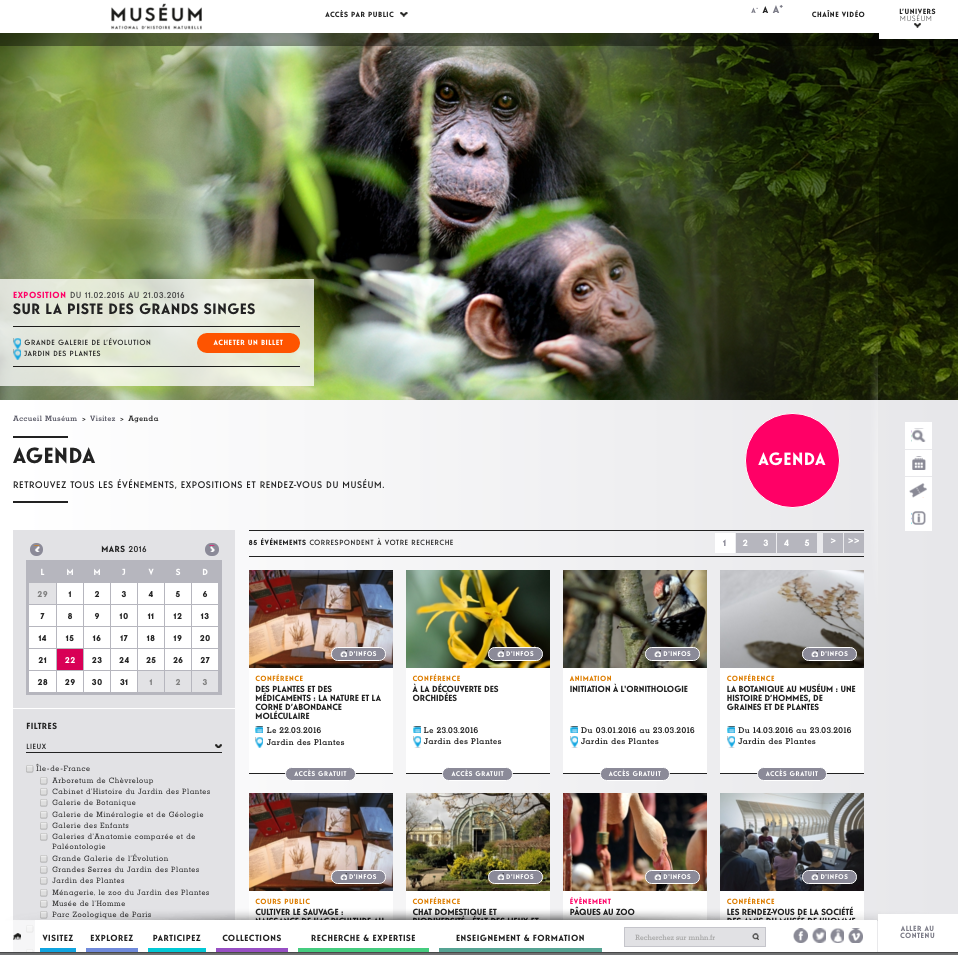 MUSÉUM
NATIONAL D'HISTOIRE NATURELLE
ACCÈS PAR PUBLIC
A- A A+
CHAÎNE VIDÉO
L'UNIVERS
MUSÉUM
EXPOSITION DU 11.02.2015 AU 21.03.2016
SUR LA PISTE DES GRANDS SINGES
GRANDE GALERIE DE L'ÉVOLUTION
JARDIN DES PLANTES
ACHETER UN BILLET
Accueil Muséum > Visitez > Agenda
AGENDA
RETROUVEZ TOUS LES ÉVÉNEMENTS, EXPOSITIONS ET RENDEZ-VOUS DU MUSÉUM.
AGENDA
MARS 2016
L M M J V S D
29 1 2 3 4 5 6
7 8 9 10 11 12 13
14 15 16 17 18 19 20
21 22 23 24 25 26 27
28 29 30 31 1 2 3
FILTRES
LIEUX
Île-de-France
Arboretum de Chèvreloup
Cabinet d'Histoire du Jardin des Plantes
Galerie de Botanique
Galerie de Minéralogie et de Géologie
Galerie des Enfants
Galeries d'Anatomie comparée et de
Paléontologie
Grande Galerie de l'Évolution
Grandes Serres du Jardin des Plantes
Jardin des Plantes
Ménagerie, le zoo du Jardin des Plantes
Musée de l'Homme
Parc Zoologique de Paris
85 ÉVÉNEMENTS CORRESPONDENT À VOTRE RECHERCHE
1 2 3 4 5 > >>
D'INFOS
CONFÉRENCE
DES PLANTES ET DES
MÉDICAMENTS : LA NATURE ET LA
CORNE D'ABONDANCE
MOLÉCULAIRE
Le 22.03.2016
Jardin des Plantes
ACCÈS GRATUIT
D'INFOS
CONFÉRENCE
À LA DÉCOUVERTE DES
ORCHIDÉES
Le 23.03.2016
Jardin des Plantes
ACCÈS GRATUIT
D'INFOS
ANIMATION
INITIATION À L'ORNITHOLOGIE
Du 03.01.2016 au 23.03.2016
Jardin des Plantes
ACCÈS GRATUIT
D'INFOS
CONFÉRENCE
LA BOTANIQUE AU MUSÉUM : UNE
HISTOIRE D'HOMMES, DE
GRAINES ET DE PLANTES
Du 14.03.2016 au 23.03.2016
Jardin des Plantes
ACCÈS GRATUIT
D'INFOS
COURS PUBLIC
CULTIVER LE SAUVAGE :
D'INFOS
CONFÉRENCE
CHAT DOMESTIQUE ET
D'INFOS
ÉVÈNEMENT
PÂQUES AU ZOO
D'INFOS
CONFÉRENCE
LES RENDEZ-VOUS DE LA SOCIÉTÉ
VISITEZ
EXPLOREZ
PARTICIPEZ
COLLECTIONS
RECHERCHE & EXPERTISE
ENSEIGNEMENT & FORMATION
Recherchez sur mnhn.fr
ALLER AU
CONTENU